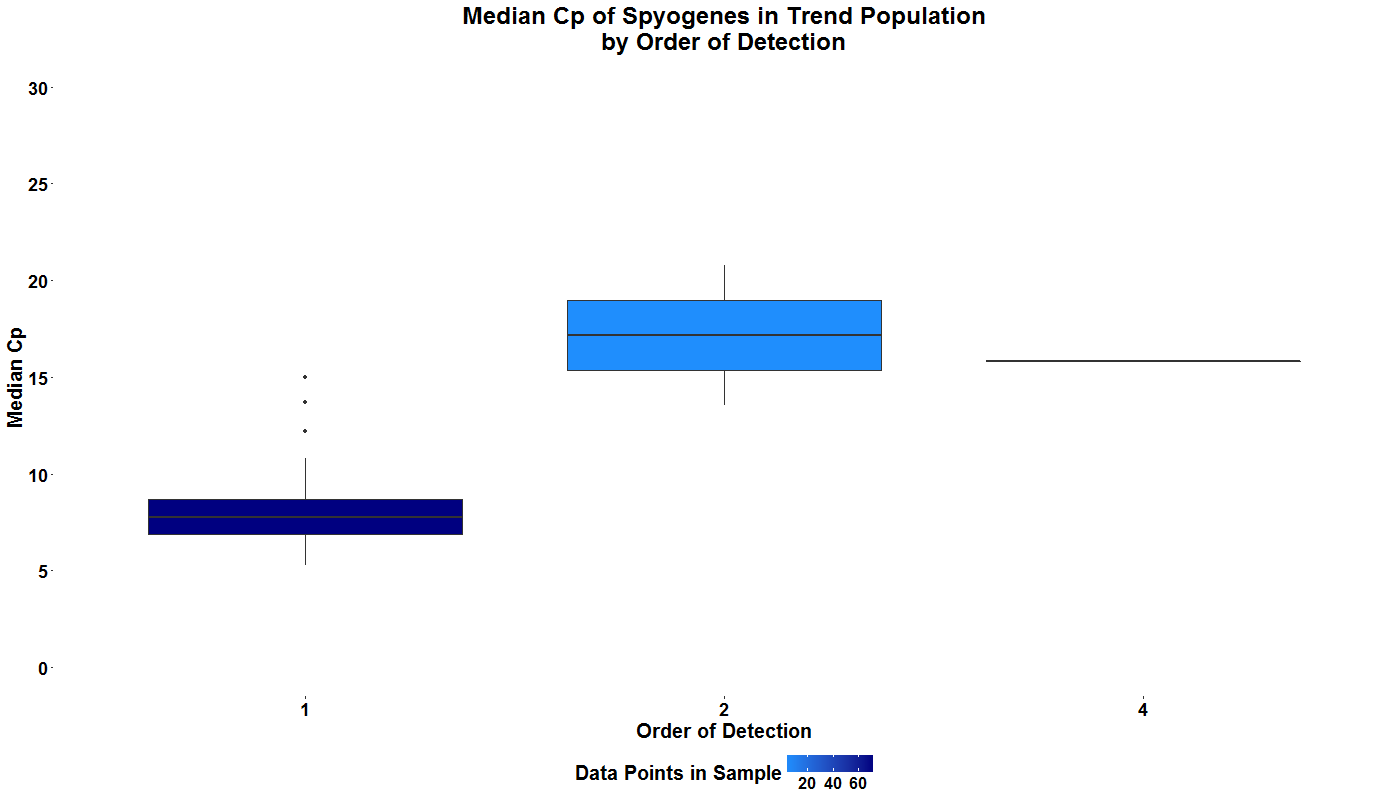 Median Cp of Spyogenes in Trend Population
by Order of Detection
30
25
20
15
10
5
0
Median Cp
1 2 4
Order of Detection
Data Points in Sample
20 40 60